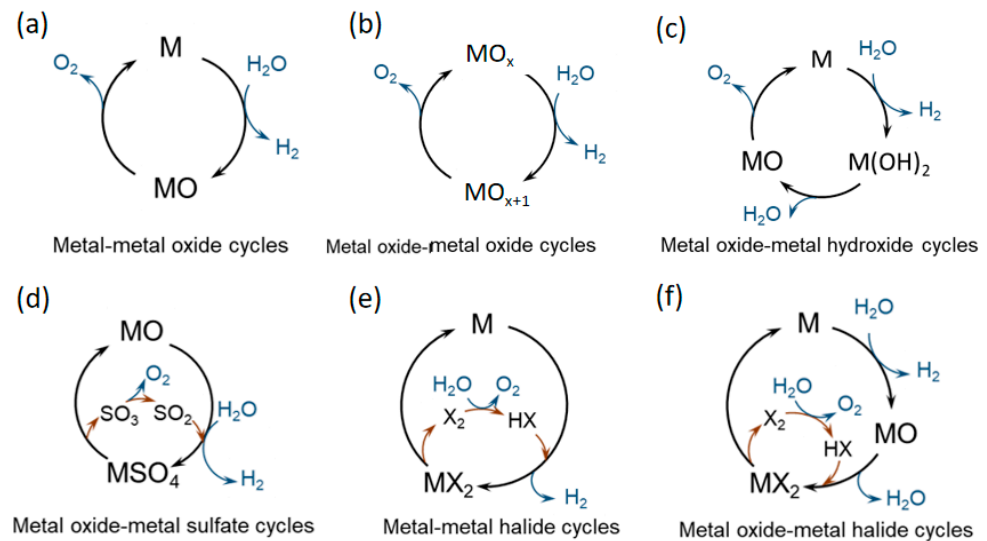 (a)
M
O₂
H₂O
H₂
MO
Metal-metal oxide cycles
(b)
MOₓ
O₂
H₂O
H₂
MOₓ₊₁
Metal oxide-metal oxide cycles
(c)
M
H₂O
O₂
H₂
MO
M(OH)₂
H₂O
Metal oxide-metal hydroxide cycles
(d)
MO
O₂
SO₃
SO₂
H₂O
MSO₄
H₂
Metal oxide-metal sulfate cycles
(e)
M
H₂O
O₂
X₂
HX
MX₂
H₂
Metal-metal halide cycles
(f)
M
H₂O
H₂
H₂O
O₂
X₂
HX
MO
MX₂
H₂O
Metal oxide-metal halide cycles